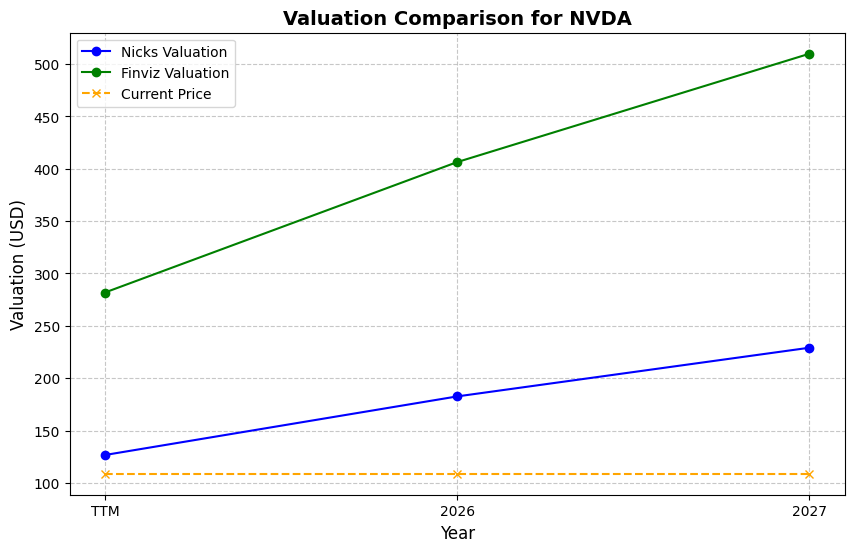 Valuation Comparison for NVDA
Nicks Valuation
Finviz Valuation
Current Price
Valuation (USD)
500
450
400
350
300
250
200
150
100
TTM
2026
2027
Year